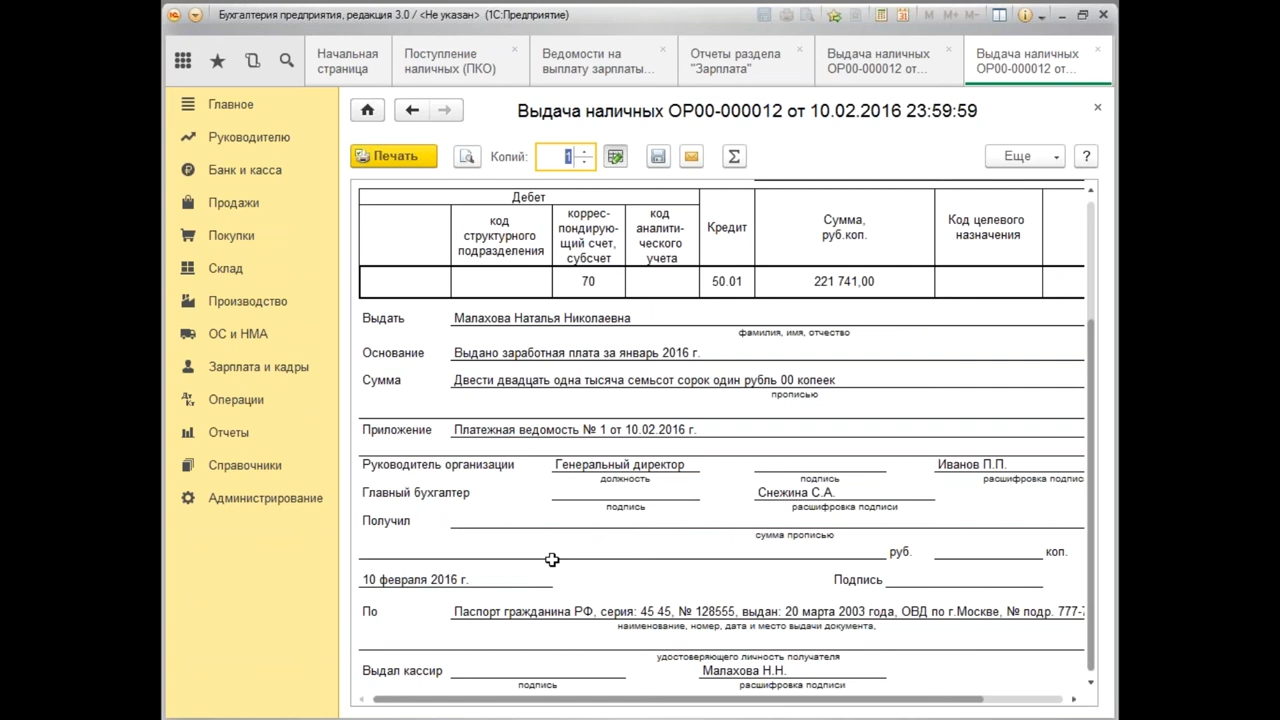 Бухгалтерия предприятия, редакция 3.0 / <Не указан> (1С:Предприятие)
M M+ M-
Начальная страница
Поступление наличных (ПКО)
Ведомости на выплату зарплаты...
Отчеты раздела "Зарплата"
Выдача наличных ОР00-000012 от...
Выдача наличных ОР00-000012 от...
Главное
Руководителю
Банк и касса
Продажи
Покупки
Склад
Производство
ОС и НМА
Зарплата и кадры
Операции
Отчеты
Справочники
Администрирование
Выдача наличных ОР00-000012 от 10.02.2016 23:59:59
Печать Копий: 1 Σ Еще ?
Дебет
код структурного подразделения
коррес-пондирую-щий счет, субсчет
код аналити-ческого учета
Кредит
Сумма, руб.коп.
Код целевого назначения
70 50.01 221 741,00
Выдать Малахова Наталья Николаевна
фамилия, имя, отчество
Основание Выдано заработная плата за январь 2016 г.
Сумма Двести двадцать одна тысяча семьсот сорок один рубль 00 копеек
прописью
Приложение Платежная ведомость № 1 от 10.02.2016 г.
Руководитель организации Генеральный директор Иванов П.П.
должность подпись расшифровка подпис
Главный бухгалтер Снежина С.А.
подпись расшифровка подписи
Получил
сумма прописью
руб. коп.
10 февраля 2016 г. Подпись
По Паспорт гражданина РФ, серия: 45 45, № 128555, выдан: 20 марта 2003 года, ОВД по г.Москве, № подр. 777-7
наименование, номер, дата и место выдачи документа,
удостоверяющего личность получателя
Выдал кассир Малахова Н.Н.
подпись расшифровка подписи